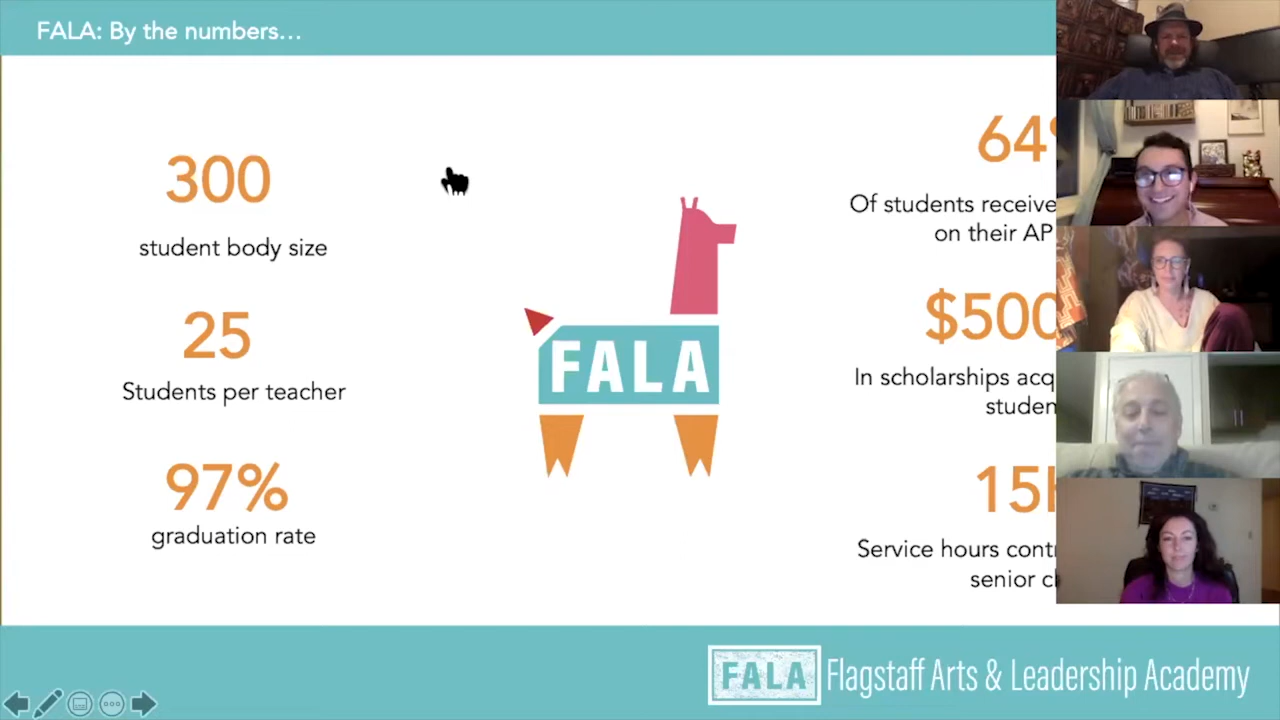 FALA: By the numbers...
300
student body size
25
Students per teacher
97%
graduation rate
FALA
64
Of students receive
on their AP
$500
In scholarships acq
studen
15
Service hours cont
senior c
FALA Flagstaff Arts & Leadership Academy